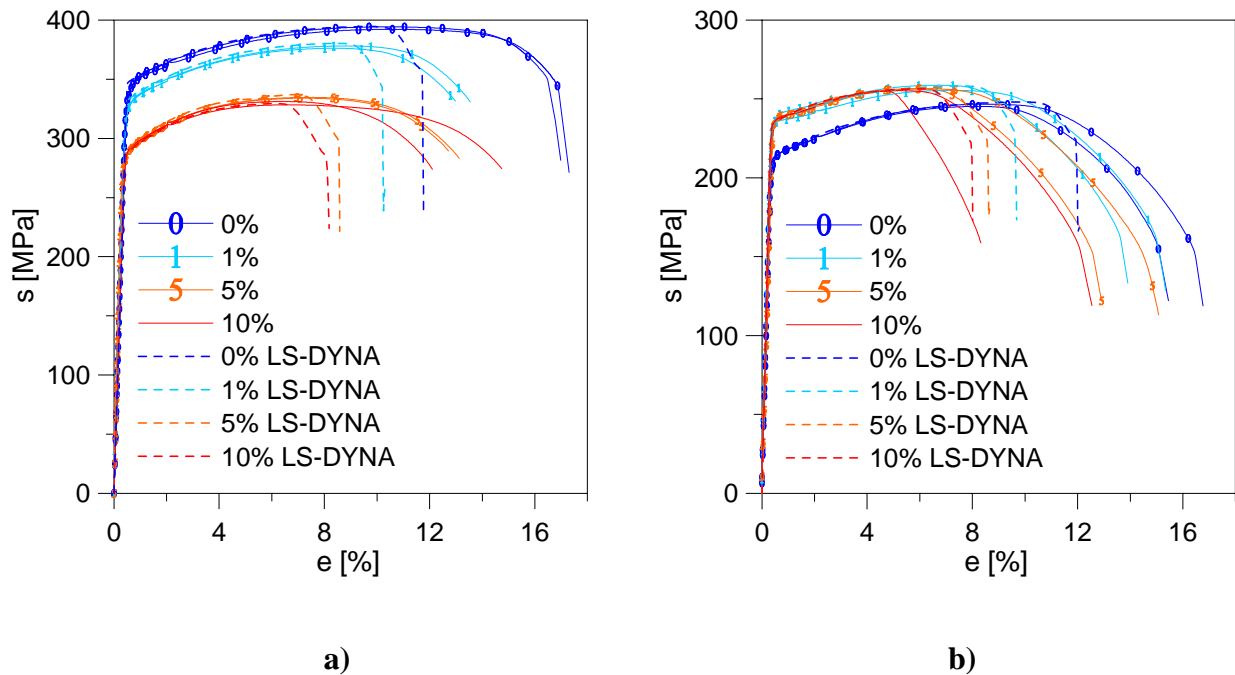 400
300
200
100
0
s [MPa]
0 4 8 12 16
e [%]
0 0%
1 1%
5 5%
10%
0% LS-DYNA
1% LS-DYNA
5% LS-DYNA
10% LS-DYNA
a)
300
200
100
0
s [MPa]
0 4 8 12 16
e [%]
0 0%
1 1%
5 5%
10%
0% LS-DYNA
1% LS-DYNA
5% LS-DYNA
10% LS-DYNA
b)